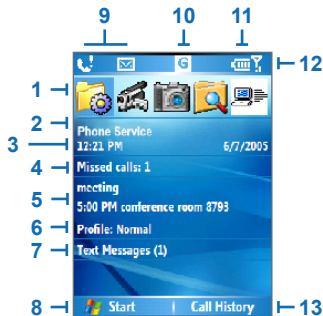 9 10 11
G
12
1
2
Phone Service
3 12:21 PM 6/7/2005
4 Missed calls: 1
meeting
5 5:00 PM conference room 8793
6 Profile: Normal
7 Text Messages (1)
8 Start Call History 13